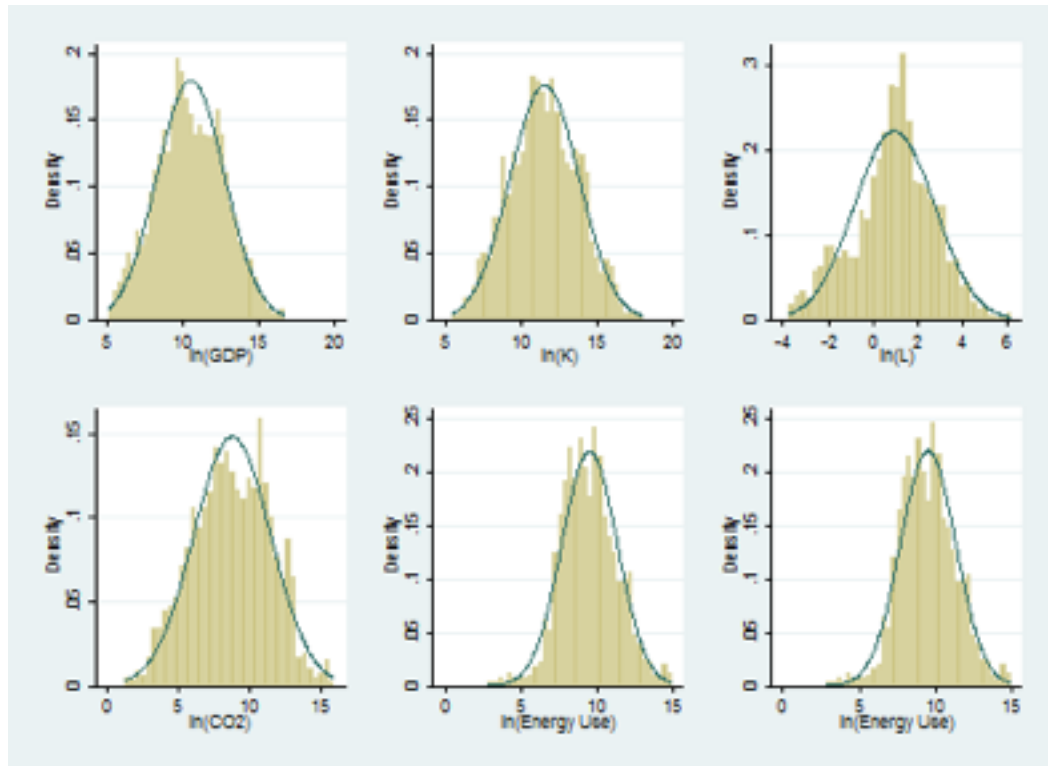 Density
0 .05 .1 .15 .2
5 10 15 20
ln(GDP)
Density
0 .05 .1 .15 .2
5 10 15 20
ln(K)
Density
0 .1 .2 .3
-4 -2 0 2 4 6
ln(L)
Density
0 .05 .1 .15
0 5 10 15
ln(CO2)
Density
0 .05 .1 .15 .2 .25
0 5 10 15
ln(Energy Use)
Density
0 .05 .1 .15 .2 .25
0 5 10 15
ln(Energy Use)